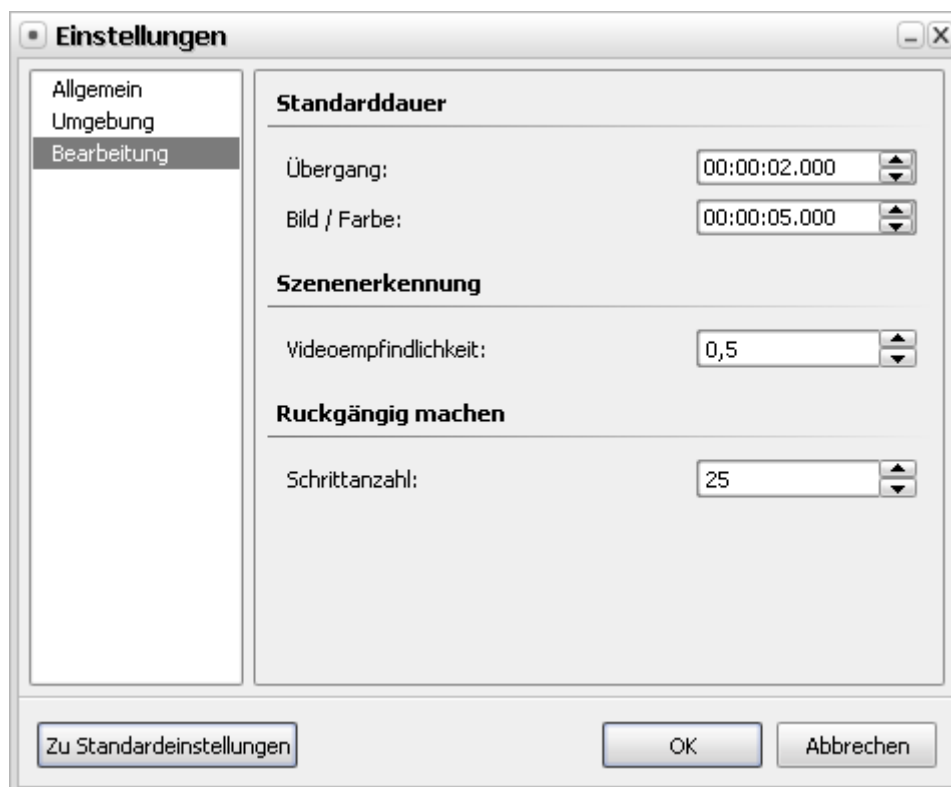 Einstellungen
Allgemein
Umgebung
Bearbeitung
Standarddauer
Übergang: 00:00:02.000
Bild / Farbe: 00:00:05.000
Szenenerkennung
Videoempfindlichkeit: 0,5
Ruckgängig machen
Schrittanzahl: 25
Zu Standardeinstellungen OK Abbrechen